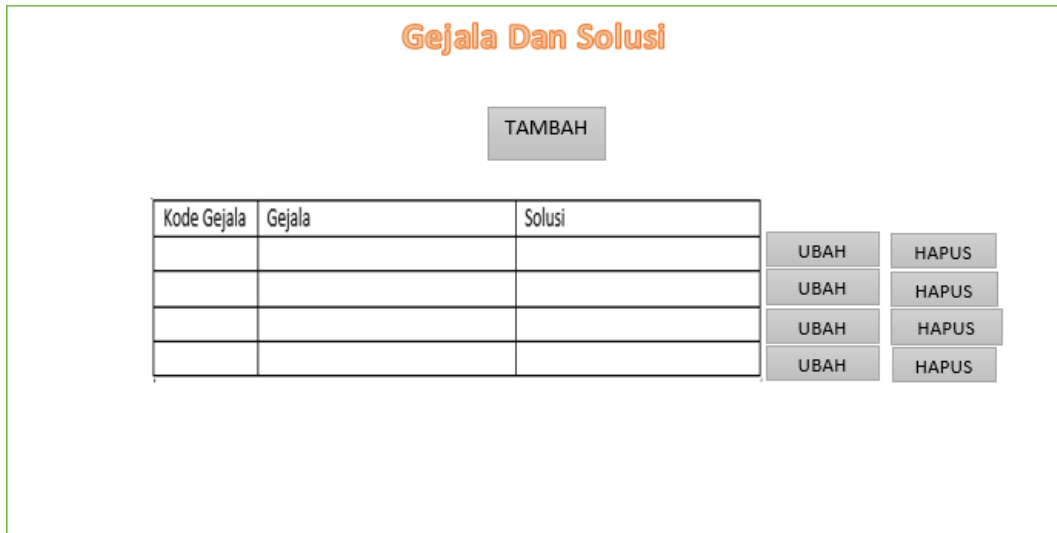 Gejala Dan Solusi
TAMBAH
Kode Gejala Gejala Solusi
UBAH HAPUS
UBAH HAPUS
UBAH HAPUS
UBAH HAPUS